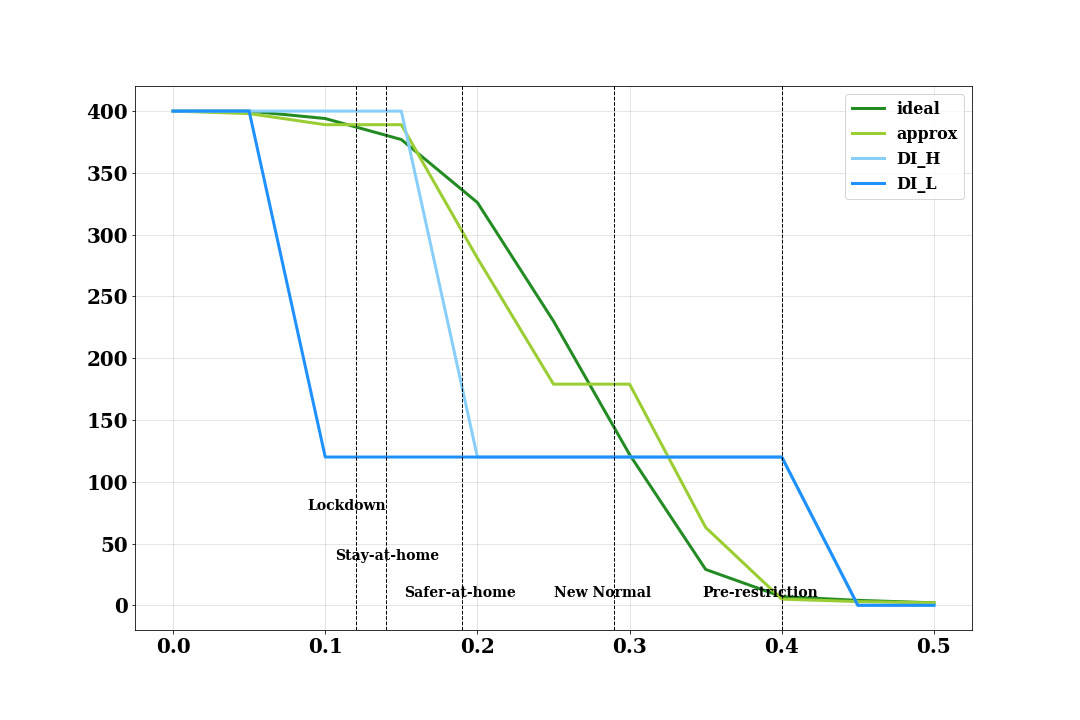 400
350
300
250
200
150
100
50
0
ideal
approx
DI_H
DI_L
Lockdown
Stay-at-home
Safer-at-home
New Normal
Pre-restriction
0.0
0.1
0.2
0.3
0.4
0.5